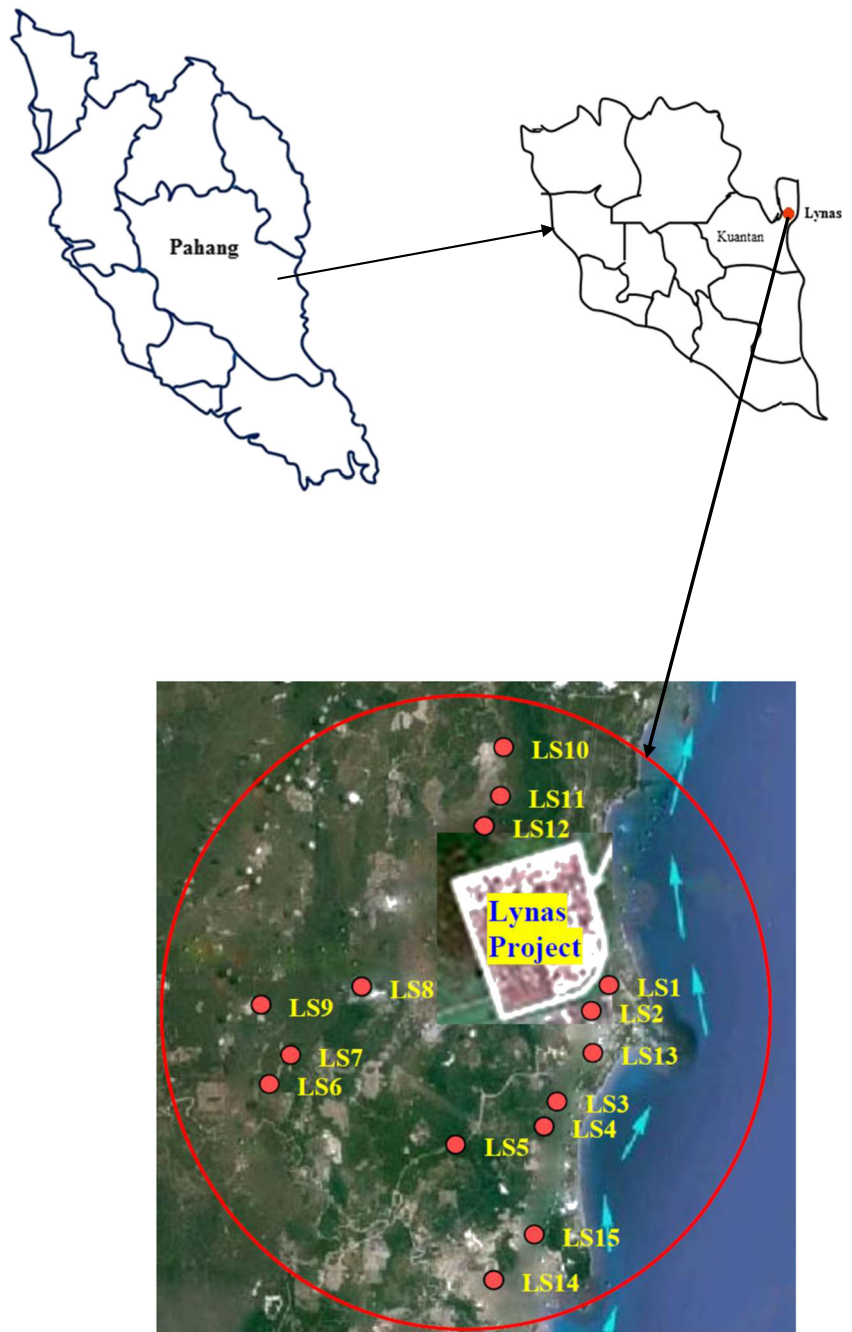 Pahang
Lynas
Kuantan
LS10
LS11
LS12
Lynas
Project
LS1
LS8
LS9
LS2
LS13
LS7
LS6
LS3
LS4
LS5
LS15
LS14